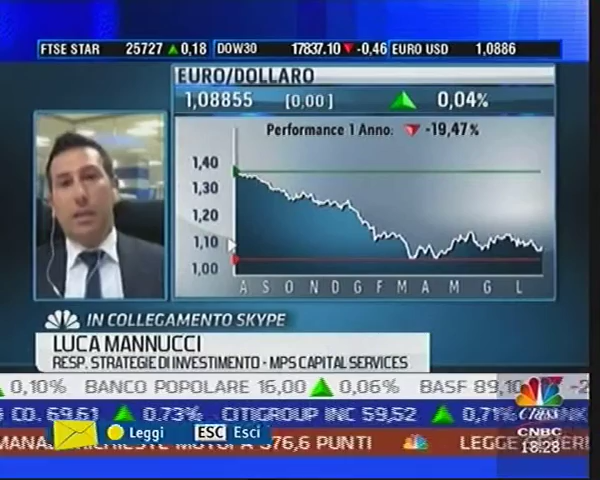 FTSE STAR 25727 0,18 DOW30 17837.10 -0,46 EURO USD 1,0886
EURO/DOLLARO
1,08855 [0,00] 0,04%
Performance 1 Anno: -19,47%
1,40
1,30
1,20
1,10
1,00
A S O N D G F M A M G L
IN COLLEGAMENTO SKYPE
LUCA MANNUCCI
RESP. STRATEGIE DI INVESTIMENTO - MPS CAPITAL SERVICES
0,10% BANCO POPOLARE 16,00 0,06% BASF 89,10
CO. 69.61 0.73% CITIGROUP INC 59,52 0,71%
PUNTI LEGGE
Leggi ESC Esci
Class
CNBC
18:28